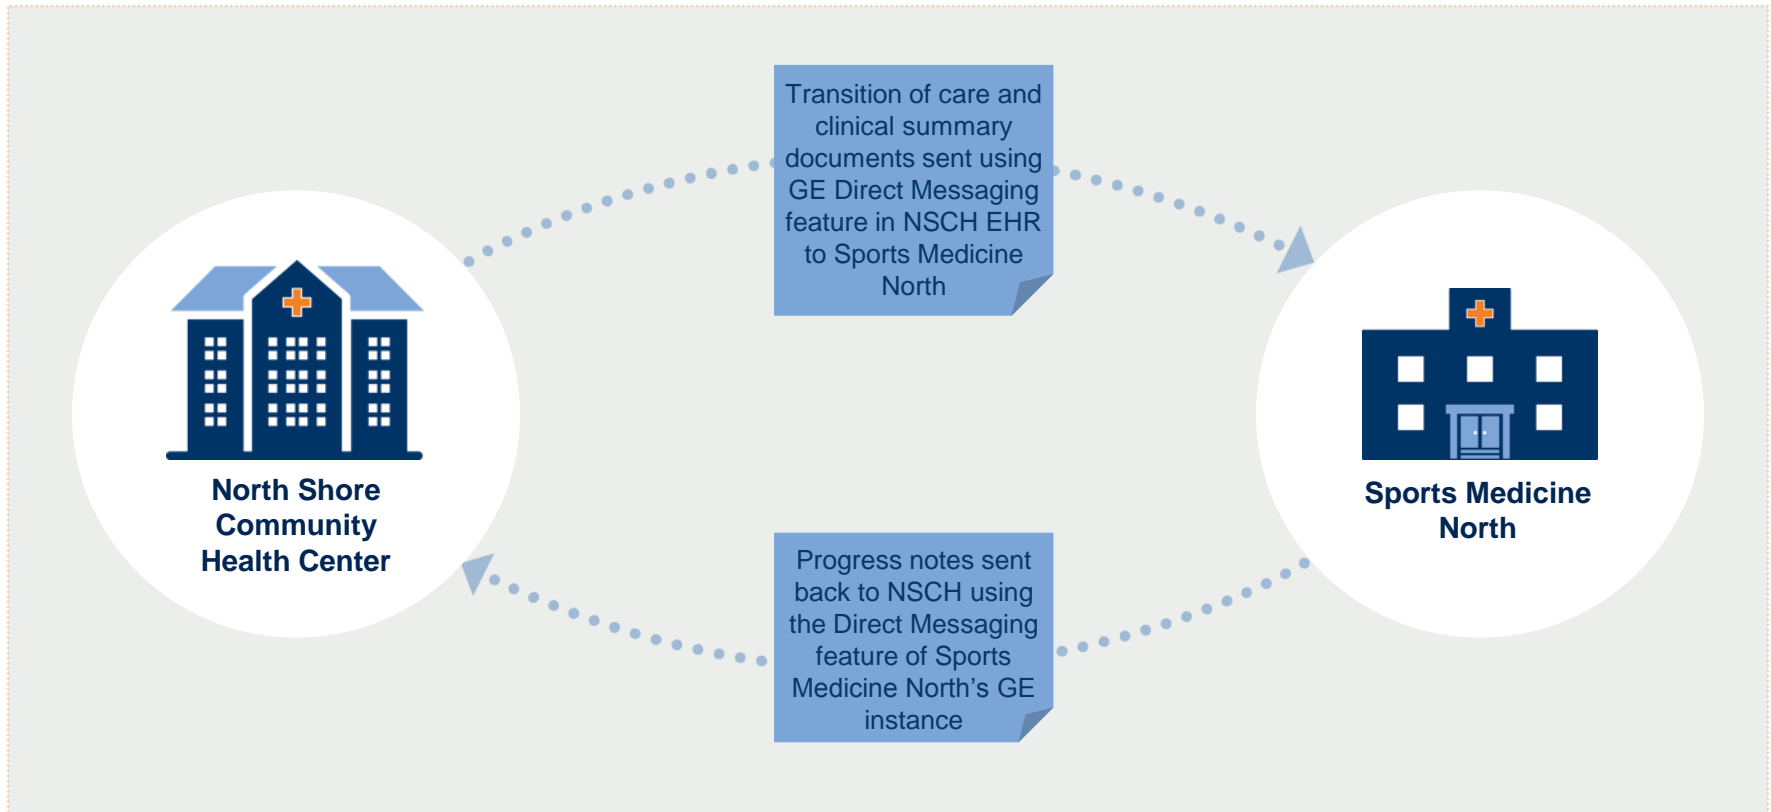 Transition of care and
clinical summary
documents sent using
GE Direct Messaging
feature in NSCH EHR
to Sports Medicine
North
North Shore
Community
Health Center
Sports Medicine
North
Progress notes sent
back to NSCH using
the Direct Messaging
feature of Sports
Medicine North’s GE
instance